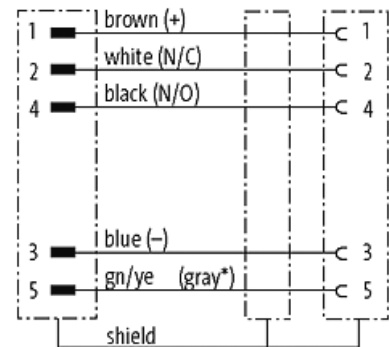 1 brown (+) 1
2 white (N/C) 2
4 black (N/O) 4
3 blue (–) 3
5 gn/ye (gray*) 5
shield